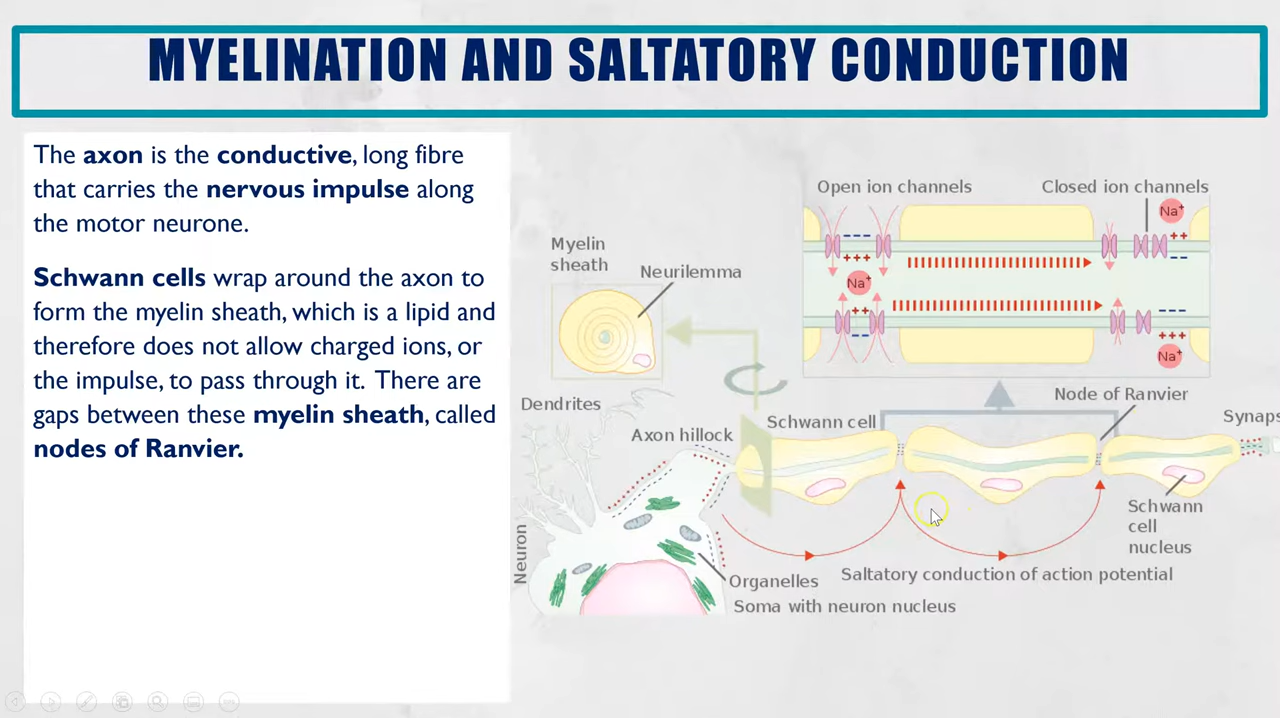 MYELINATION AND SALTATORY CONDUCTION
The axon is the conductive, long fibre
that carries the nervous impulse along
the motor neurone.
Schwann cells wrap around the axon to
form the myelin sheath, which is a lipid and
therefore does not allow charged ions, or
the impulse, to pass through it. There are
gaps between these myelin sheath, called
nodes of Ranvier.
Open ion channels
Closed ion channels
Na+
+++
++
Na+
++
+++
Na+
Myelin
sheath
Neurilemma
Dendrites
Axon hillock
Schwann cell
Node of Ranvier
Synaps
Schwann
cell
nucleus
Neuron
Organelles
Saltatory conduction of action potential
Soma with neuron nucleus